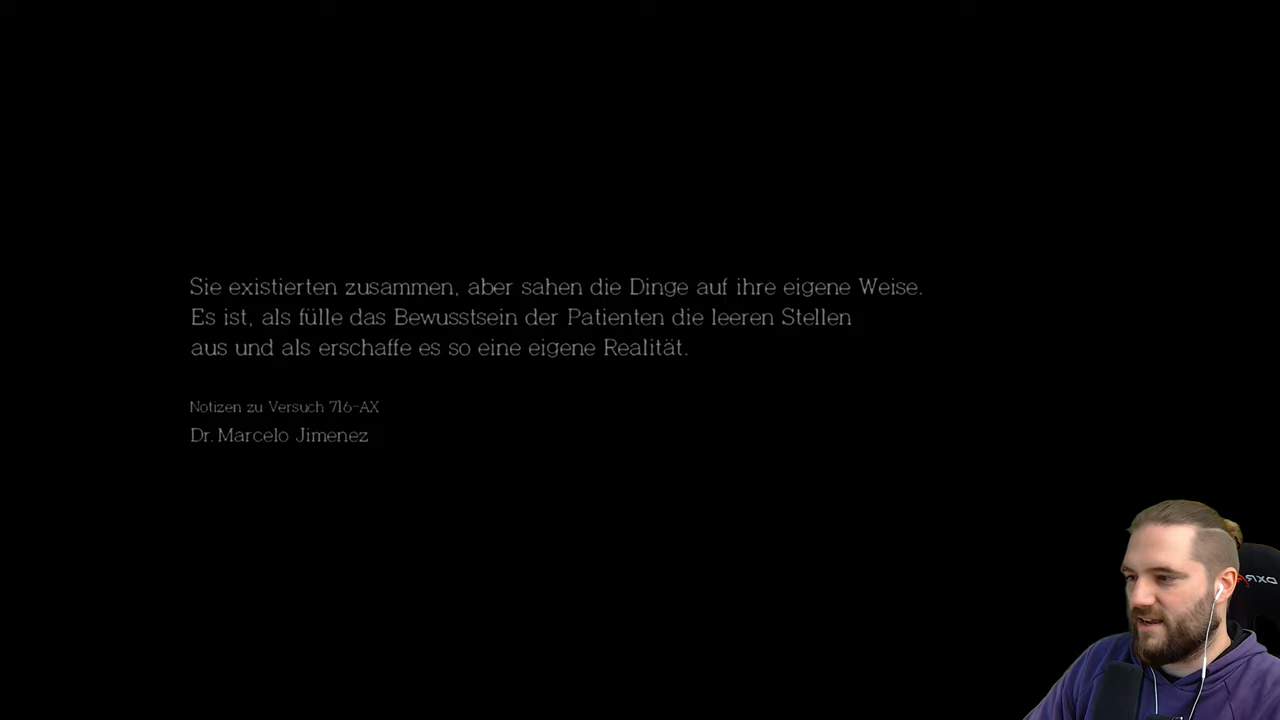 Sie existierten zusammen, aber sahen die Dinge auf ihre eigene Weise.
Es ist, als fülle das Bewusstsein der Patienten die leeren Stellen
aus und als erschaffe es so eine eigene Realität.
Notizen zu Versuch 716-AX
Dr. Marcelo Jimenez